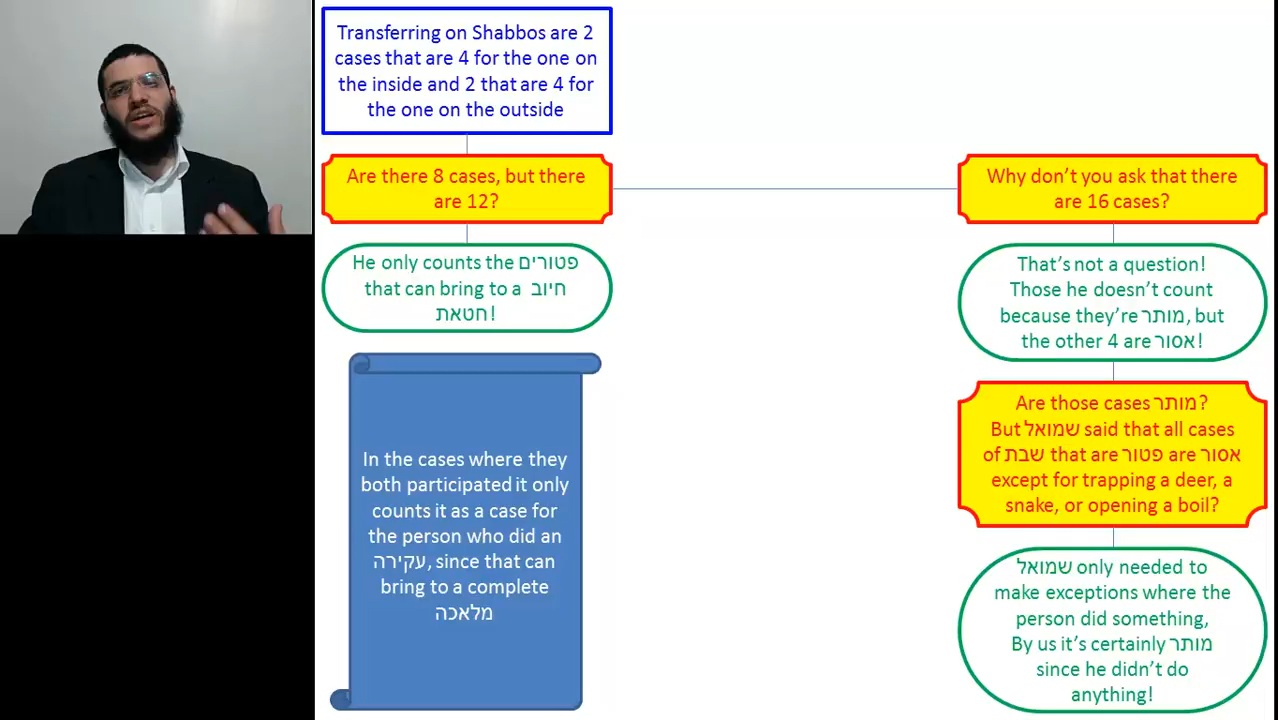 Transferring on Shabbos are 2
cases that are 4 for the one on
the inside and 2 that are 4 for
the one on the outside
Are there 8 cases, but there
are 12?
He only counts the פטורים
that can bring to a חיוב
חטאת!
In the cases where they
both participated it only
counts it as a case for
the person who did an
עקירה, since that can
bring to a complete
מלאכה
Why don't you ask that there
are 16 cases?
That's not a question!
Those he doesn't count
because they're מותר, but
the other 4 are אסור!
Are those cases מותר?
But שמואל said that all cases
of שבת that are פטור are אסור
except for trapping a deer, a
snake, or opening a boil?
שמואל only needed to
make exceptions where the
person did something,
By us it's certainly מותר
since he didn't do
anything!